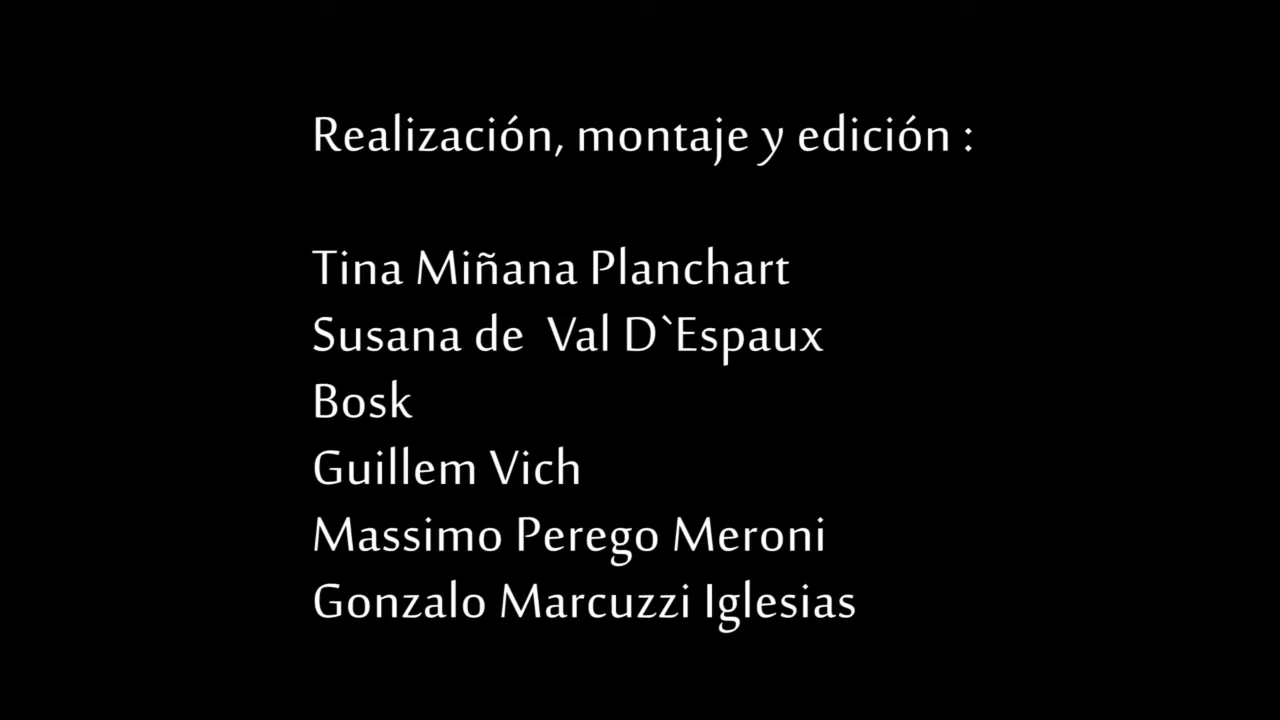 Realización, montaje y edición :
Tina Miñana Planchart
Susana de  Val D`Espaux
Bosk
Guillem Vich
Massimo Perego Meroni
Gonzalo Marcuzzi Iglesias